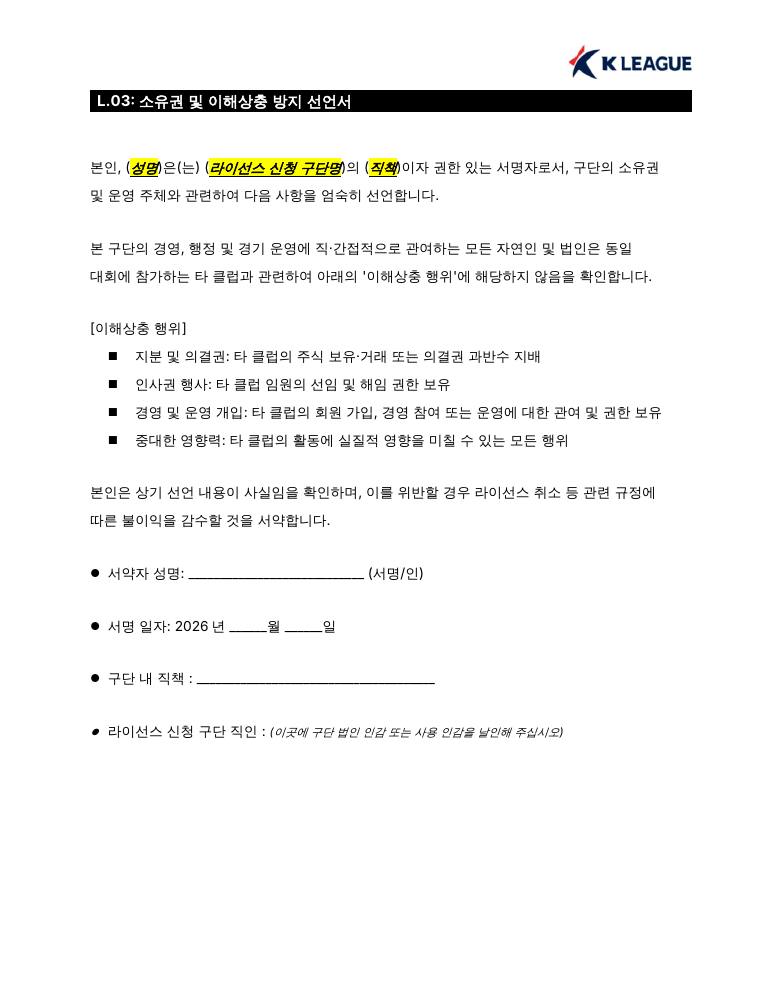 K LEAGUE
L.03: 소유권 및 이해상충 방지 선언서
본인, (성명)은(는) (라이선스 신청 구단명)의 (직책)이자 권한 있는 서명자로서, 구단의 소유권
및 운영 주체와 관련하여 다음 사항을 엄숙히 선언합니다.
본 구단의 경영, 행정 및 경기 운영에 직·간접적으로 관여하는 모든 자연인 및 법인은 동일
대회에 참가하는 타 클럽과 관련하여 아래의 '이해상충 행위'에 해당하지 않음을 확인합니다.
[이해상충 행위]
■ 지분 및 의결권: 타 클럽의 주식 보유·거래 또는 의결권 과반수 지배
■ 인사권 행사: 타 클럽 임원의 선임 및 해임 권한 보유
■ 경영 및 운영 개입: 타 클럽의 회원 가입, 경영 참여 또는 운영에 대한 관여 및 권한 보유
■ 중대한 영향력: 타 클럽의 활동에 실질적 영향을 미칠 수 있는 모든 행위
본인은 상기 선언 내용이 사실임을 확인하며, 이를 위반할 경우 라이선스 취소 등 관련 규정에
따른 불이익을 감수할 것을 서약합니다.
● 서약자 성명: ____________________________ (서명/인)
● 서명 일자: 2026 년 ______월 ______일
● 구단 내 직책 : ______________________________________
● 라이선스 신청 구단 직인 : (이곳에 구단 법인 인감 또는 사용 인감을 날인해 주십시오)